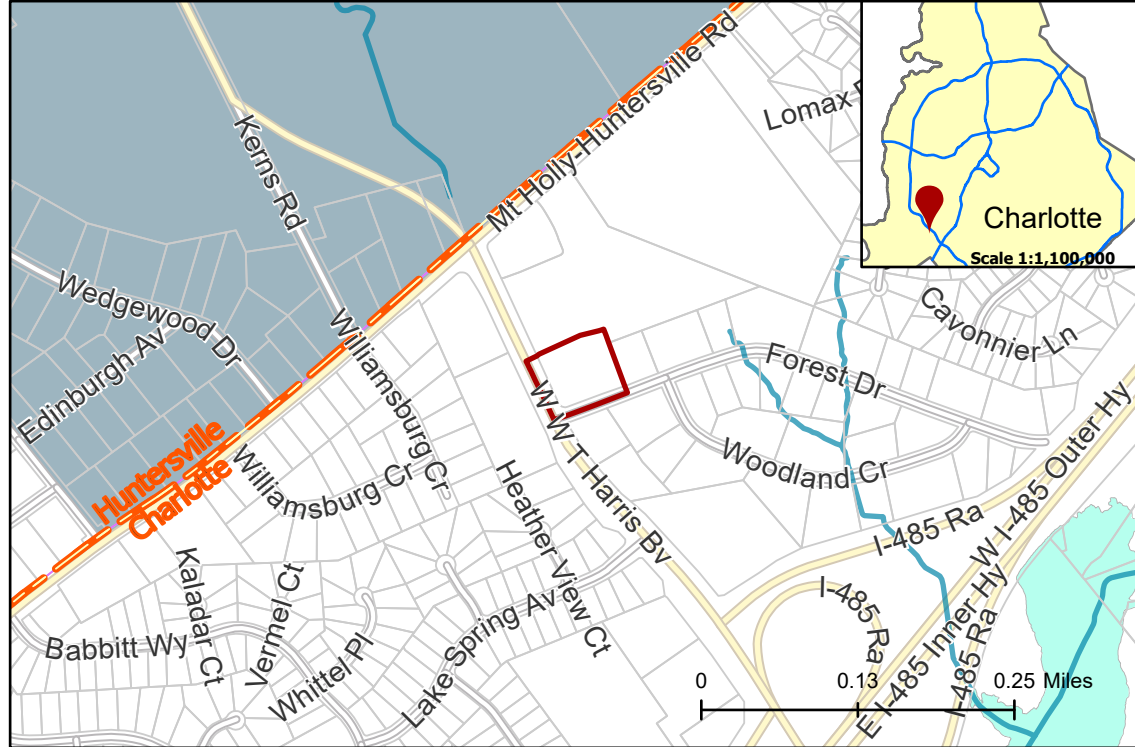 Mt Holly-Huntersville Rd
Lomax
Charlotte
Scale 1:1,100,000
Kerns Rd
Wedgewood Dr
Edinburgh Av
Williamsburg Cr
Cavonnier Ln
Forest Dr
W W T Harris Bv
Woodland Cr
Huntersville
Charlotte
Williamsburg Cr
Heather View Ct
I-485 Ra
W I-485 Outer Hy
Kaladar Ct
Vermel Ct
Babbitt Wy
Whittel Pl
Lake Spring Av
I-485 Ra
E I-485 Inner Hy
I-485 Ra
0 0.13 0.25 Miles